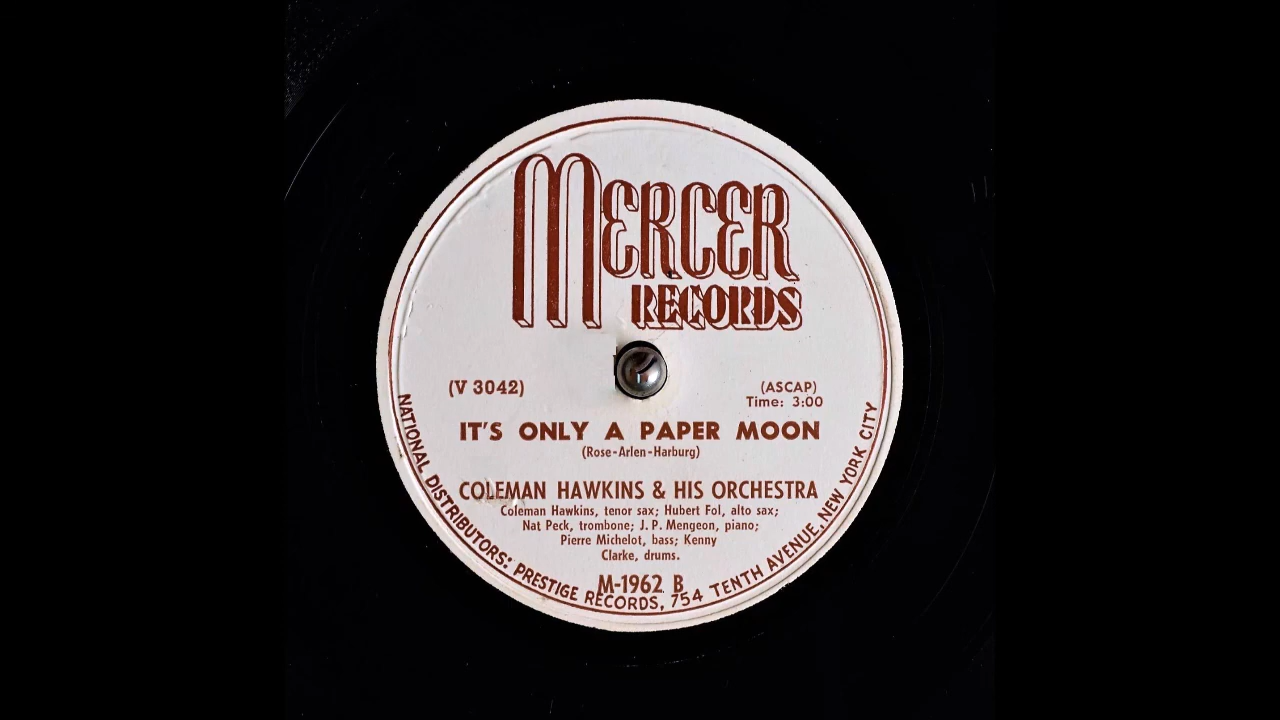 MERCER
RECORDS
(V 3042)
(ASCAP)
Time: 3:00
IT'S ONLY A PAPER MOON
(Rose-Arlen-Harburg)
COLEMAN HAWKINS & HIS ORCHESTRA
Coleman Hawkins, tenor sax; Hubert Fol, alto sax;
Nat Peck, trombone; J. P. Mengeon, piano;
Pierre Michelot, bass; Kenny
Clarke, drums.
M-1962 B
NATIONAL DISTRIBUTORS: PRESTIGE RECORDS, 754 TENTH AVENUE, NEW YORK CITY